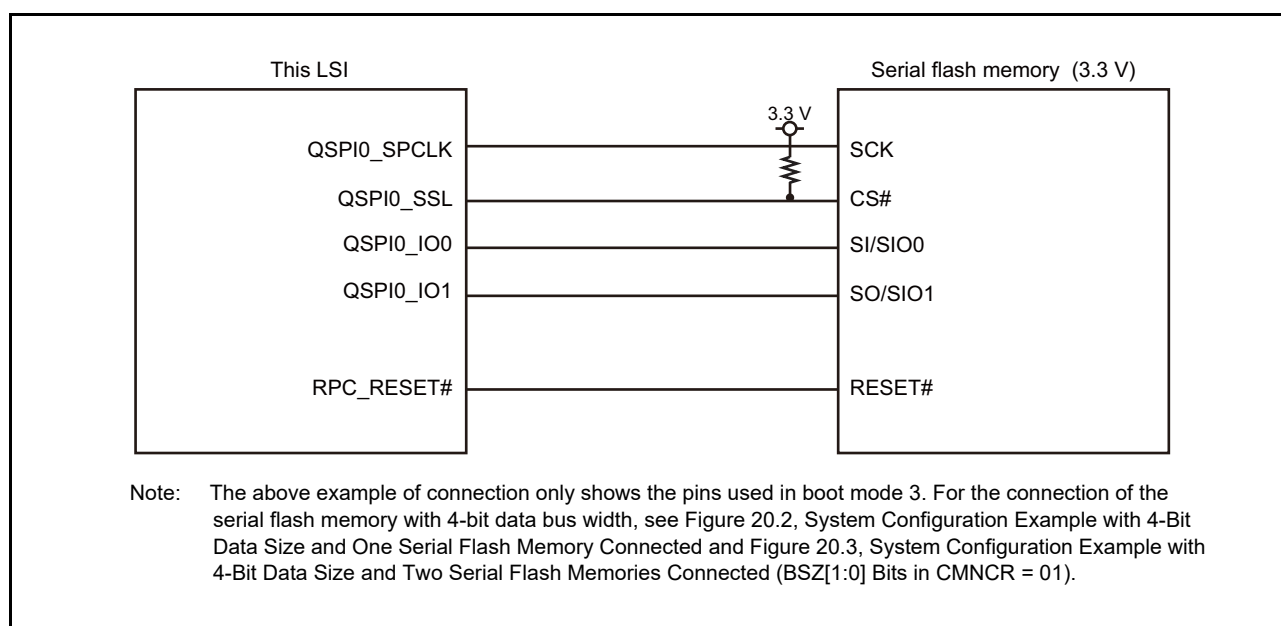 This LSI
Serial flash memory (3.3 V)
3.3 V
QSPI0_SPCLK
SCK
QSPI0_SSL
CS#
QSPI0_IO0
SI/SIO0
QSPI0_IO1
SO/SIO1
RPC_RESET#
RESET#
Note: The above example of connection only shows the pins used in boot mode 3. For the connection of the
serial flash memory with 4-bit data bus width, see Figure 20.2, System Configuration Example with 4-Bit
Data Size and One Serial Flash Memory Connected and Figure 20.3, System Configuration Example with
4-Bit Data Size and Two Serial Flash Memories Connected (BSZ[1:0] Bits in CMNCR = 01).